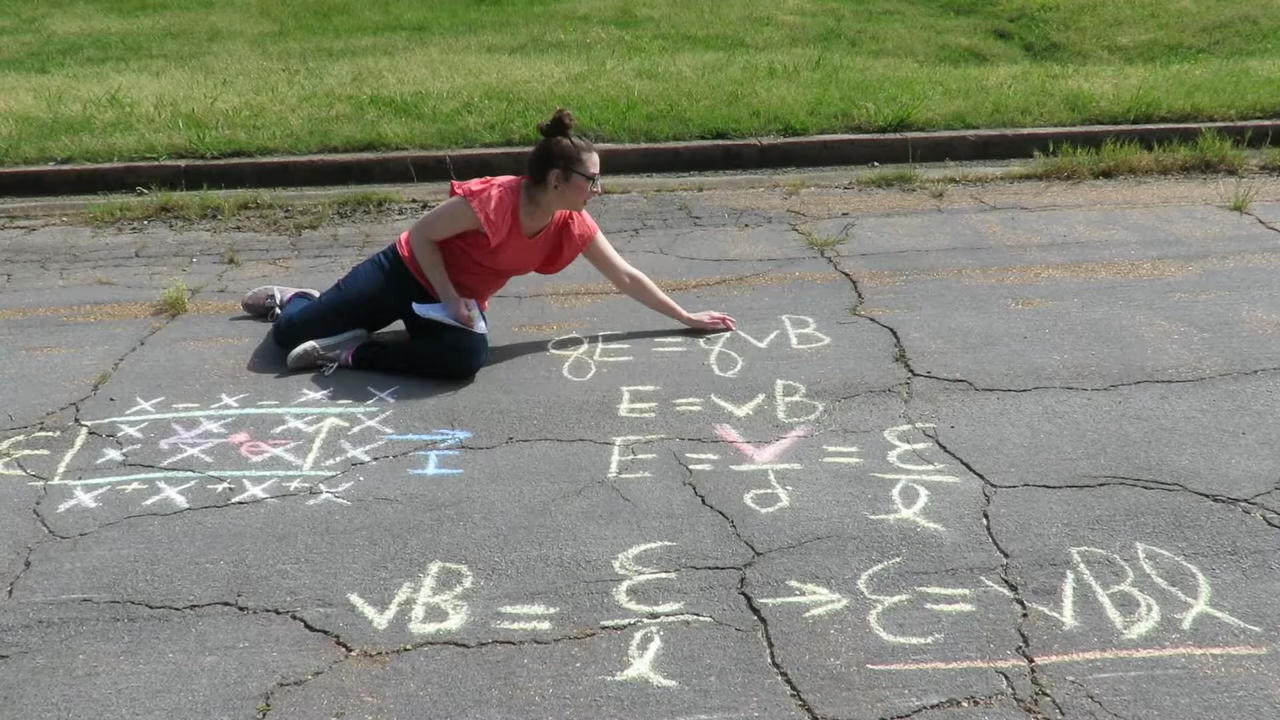 qE = qvB
E = vB
E = V/d = ℰ/ℓ
vB = ℰ/ℓ → ℰ = vBℓ